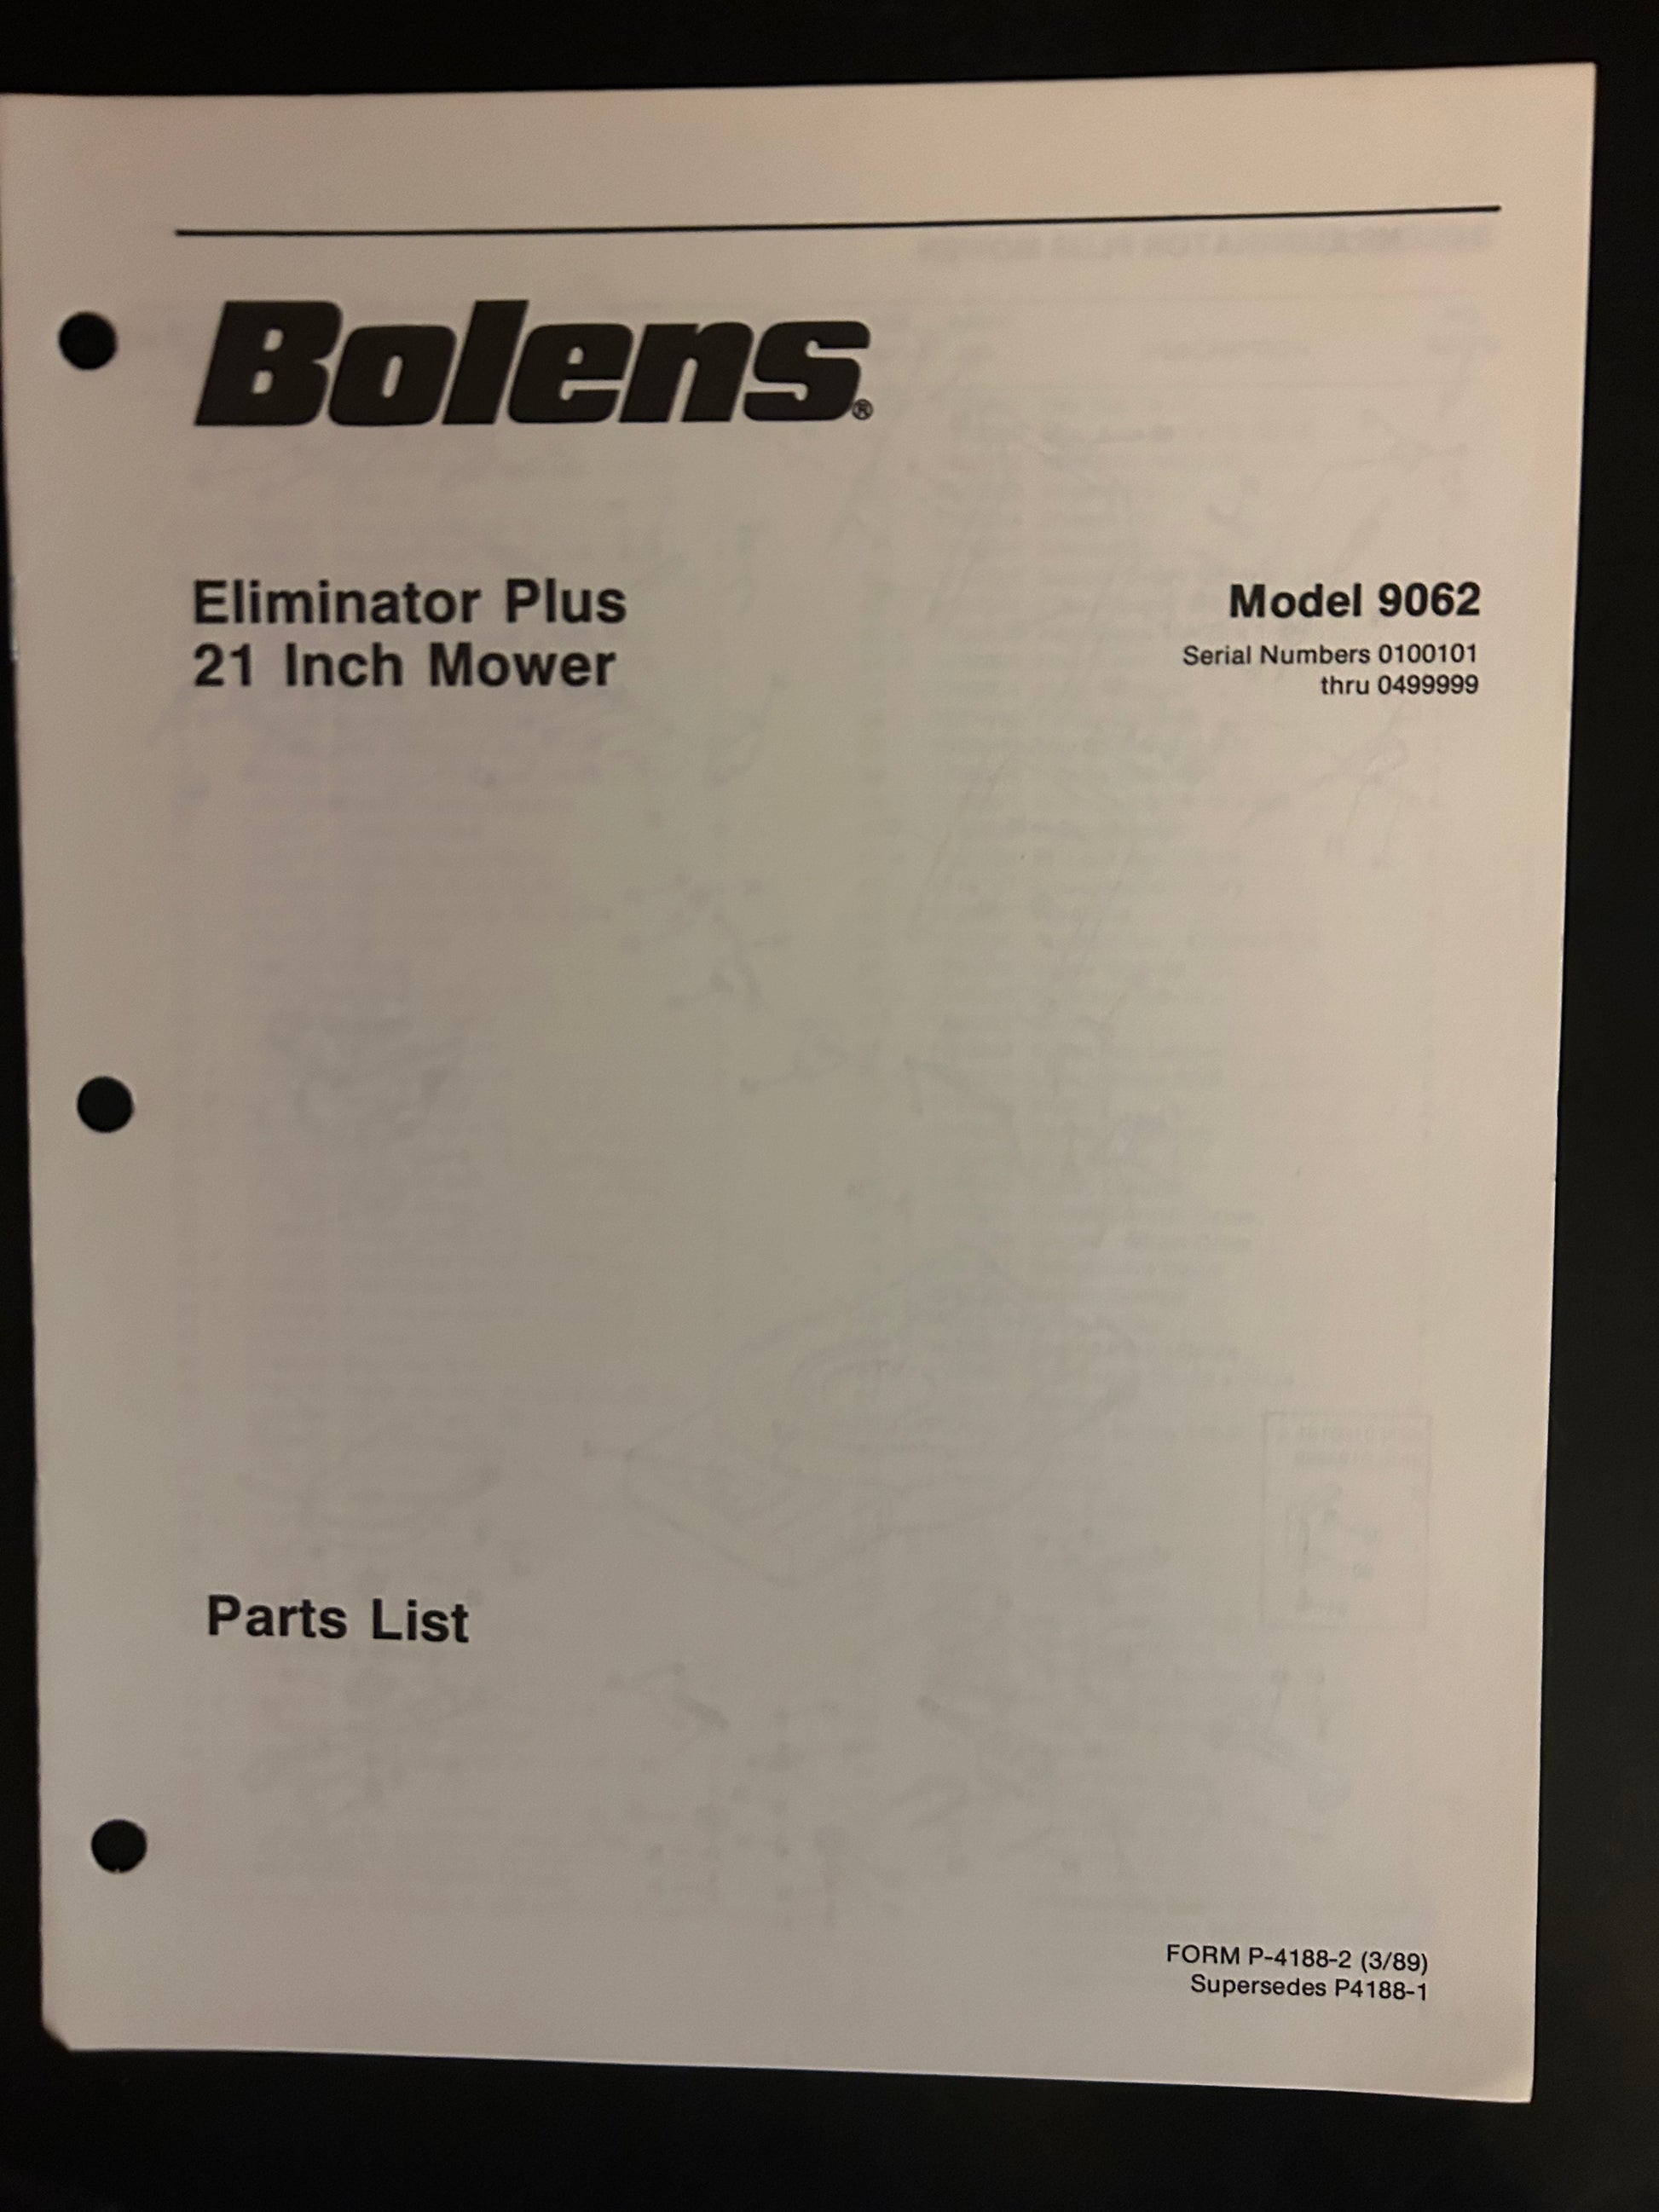 Bolens®
Eliminator Plus
21 Inch Mower
Model 9062
Serial Numbers 0100101
thru 0499999
Parts List
FORM P-4188-2 (3/89)
Supersedes P4188-1